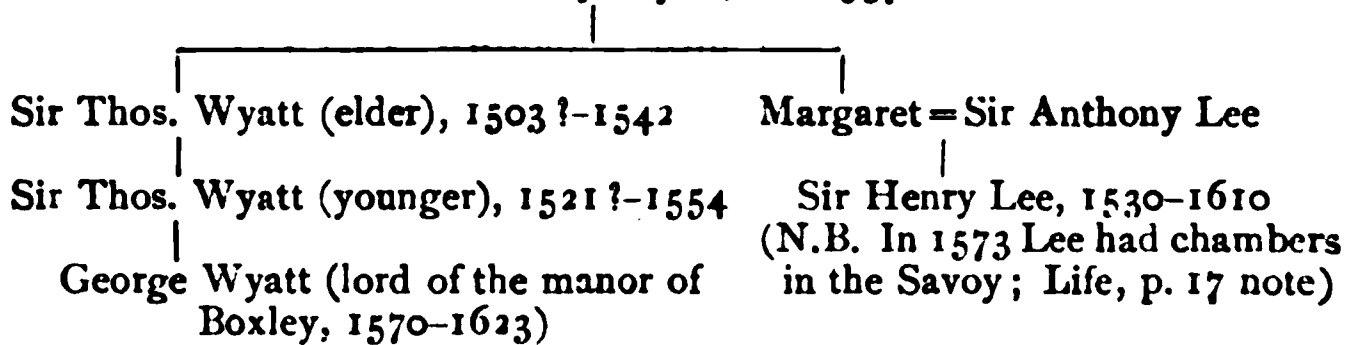 Sir Thos. Wyatt (elder), 1503 ?–1542
Margaret = Sir Anthony Lee
Sir Thos. Wyatt (younger), 1521 ?–1554
Sir Henry Lee, 1530–1610
(N.B. In 1573 Lee had chambers
in the Savoy ; Life, p. 17 note)
George Wyatt (lord of the manor of
Boxley, 1570–1623)